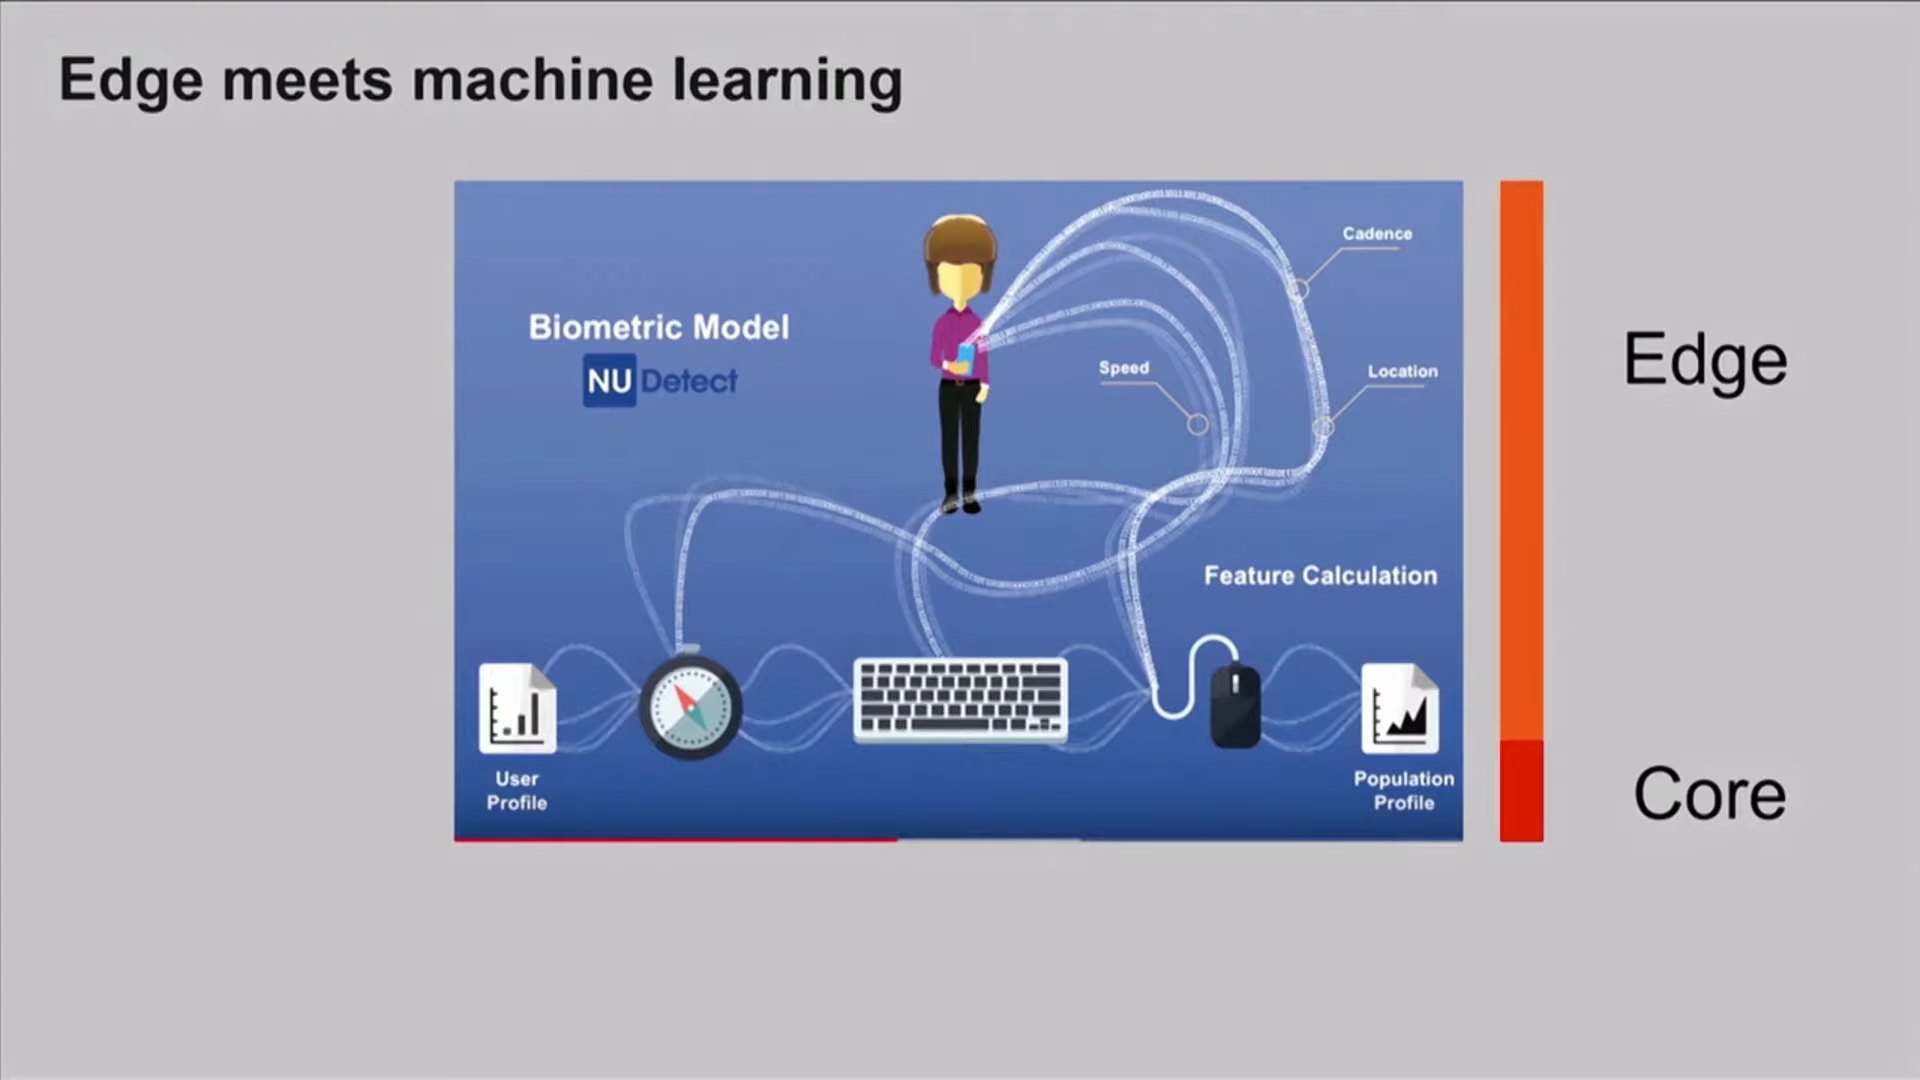 Edge meets machine learning
Cadence
Biometric Model
NU Detect
Speed
Location
Edge
Feature Calculation
User
Profile
Population
Profile
Core